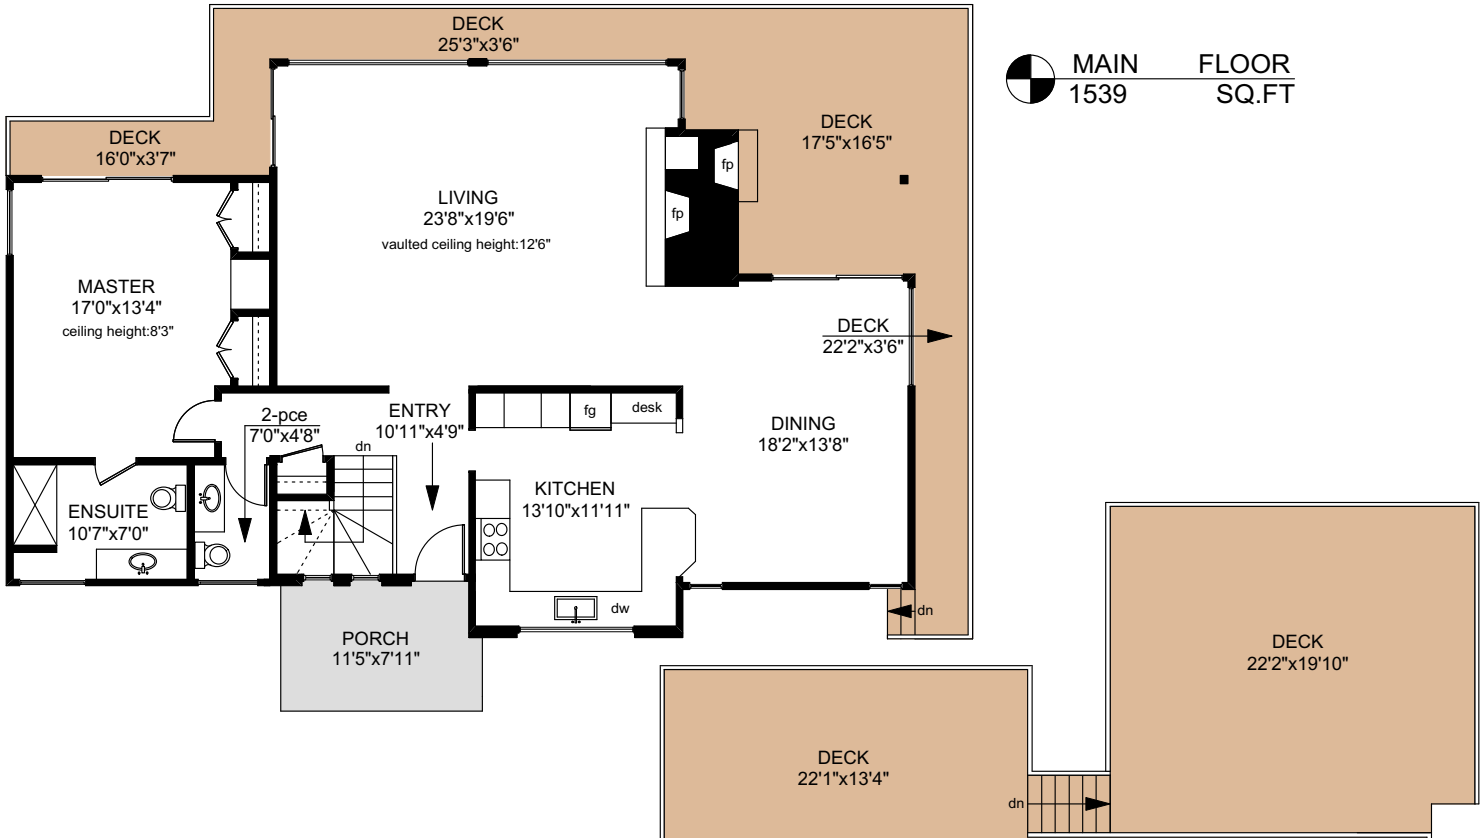 DECK
25'3"x3'6"
MAIN FLOOR
1539 SQ.FT
DECK
16'0"x3'7"
DECK
17'5"x16'5"
fp
fp
LIVING
23'8"x19'6"
vaulted ceiling height:12'6"
MASTER
17'0"x13'4"
ceiling height:8'3"
DECK
22'2"x3'6"
2-pce
7'0"x4'8"
ENTRY
10'11"x4'9"
dn
fg
desk
DINING
18'2"x13'8"
KITCHEN
13'10"x11'11"
ENSUITE
10'7"x7'0"
dw
dn
PORCH
11'5"x7'11"
DECK
22'2"x19'10"
DECK
22'1"x13'4"
dn